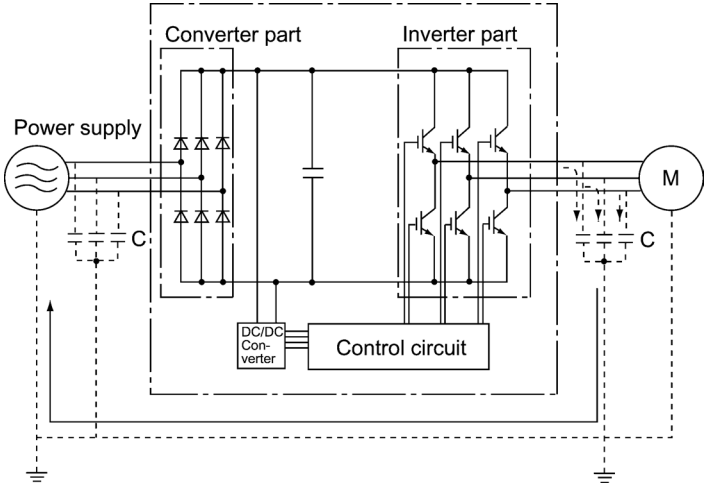 Converter part
Inverter part
Power supply
M
C
C
DC/DC
Con-
verter
Control circuit